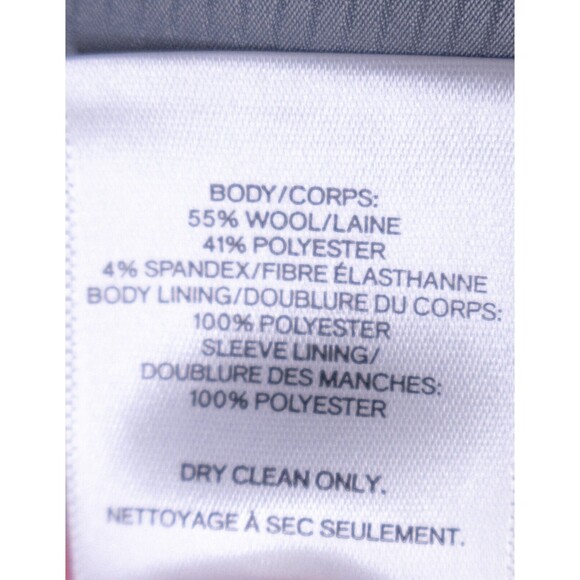 BODY/CORPS:
55% WOOL/LAINE
41% POLYESTER
4% SPANDEX/FIBRE ÉLASTHANNE
BODY LINING/DOUBLURE DU CORPS:
100% POLYESTER
SLEEVE LINING/
DOUBLURE DES MANCHES:
100% POLYESTER
DRY CLEAN ONLY.
NETTOYAGE À SEC SEULEMENT.